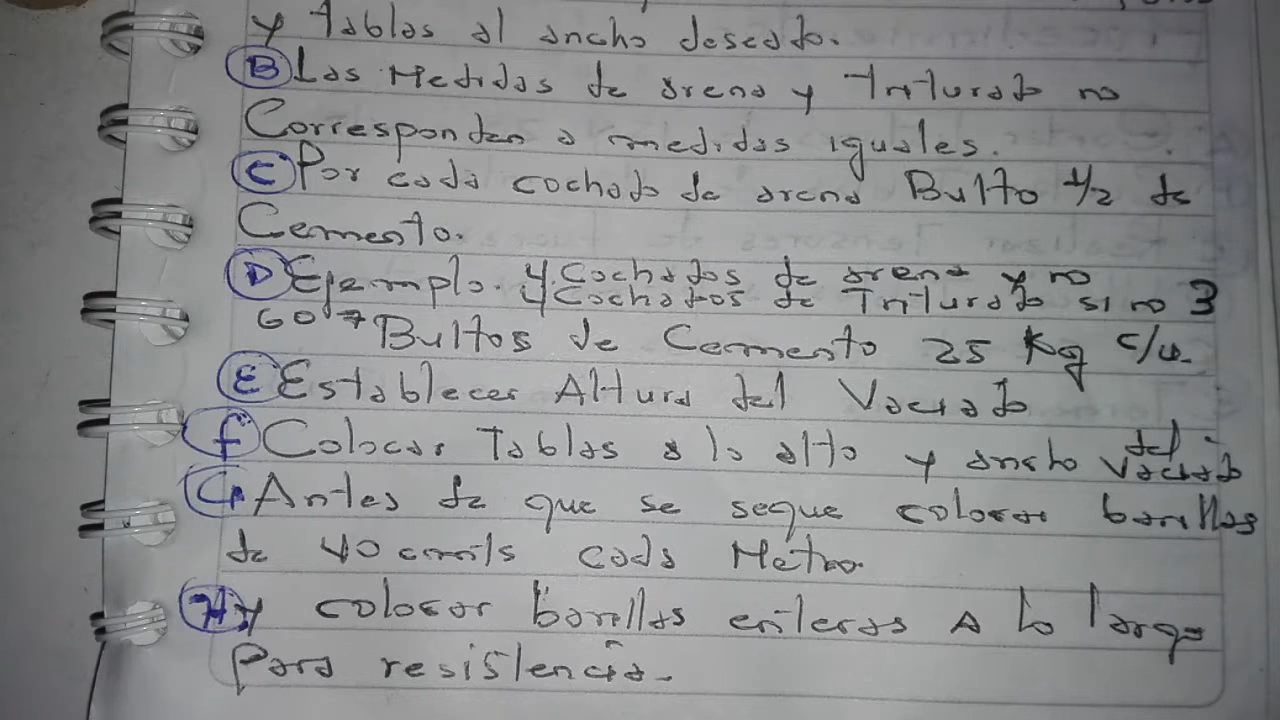 y tablas al ancho deseado.
B Las Medidas de arena y Triturado no
Corresponden a medidas iguales.
C Por cada cochada de arena Bulto 1/2 de
Cemento.
D Ejemplo. 4 Cochados de arena y no
4 Cochados de Triturado si no 3
6 o 7 Bultos de Cemento 25 Kg c/u.
E Establecer Altura del Vaciado
F Colocar Tablas a lo alto y ancho del Vaciado
G Antes de que se seque colocar barillas
de 40 cmts cada Metro.
H y colocar barillas enteras A lo largo
Para resistencia.